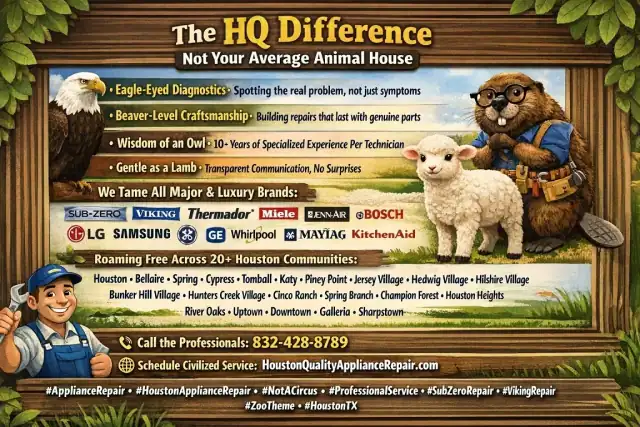 The HQ Difference
Not Your Average Animal House
• Eagle-Eyed Diagnostics • Spotting the real problem, not just symptoms
• Beaver-Level Craftsmanship • Building repairs that last with genuine parts
• Wisdom of an Owl • 10+ Years of Specialized Experience Per Technician
• Gentle as a Lamb • Transparent Communication, No Surprises
We Tame All Major & Luxury Brands:
SUB-ZERO VIKING Thermador Miele JENN-AIR BOSCH
LG SAMSUNG GE GE Whirlpool MAYTAG KitchenAid
Roaming Free Across 20+ Houston Communities:
Houston • Bellaire • Spring • Cypress • Tomball • Katy • Piney Point • Jersey Village • Hedwig Village • Hilshire Village
Bunker Hill Village • Hunters Creek Village • Cinco Ranch • Spring Branch • Champion Forest • Houston Heights
River Oaks • Uptown • Downtown • Galleria • Sharpstown
Call the Professionals: 832-428-8789
Schedule Civilized Service: HoustonQualityApplianceRepair.com
#ApplianceRepair • #HoustonApplianceRepair • #NotACircus • #ProfessionalService • #SubZeroRepair • #VikingRepair
#ZooTheme • #HoustonTX